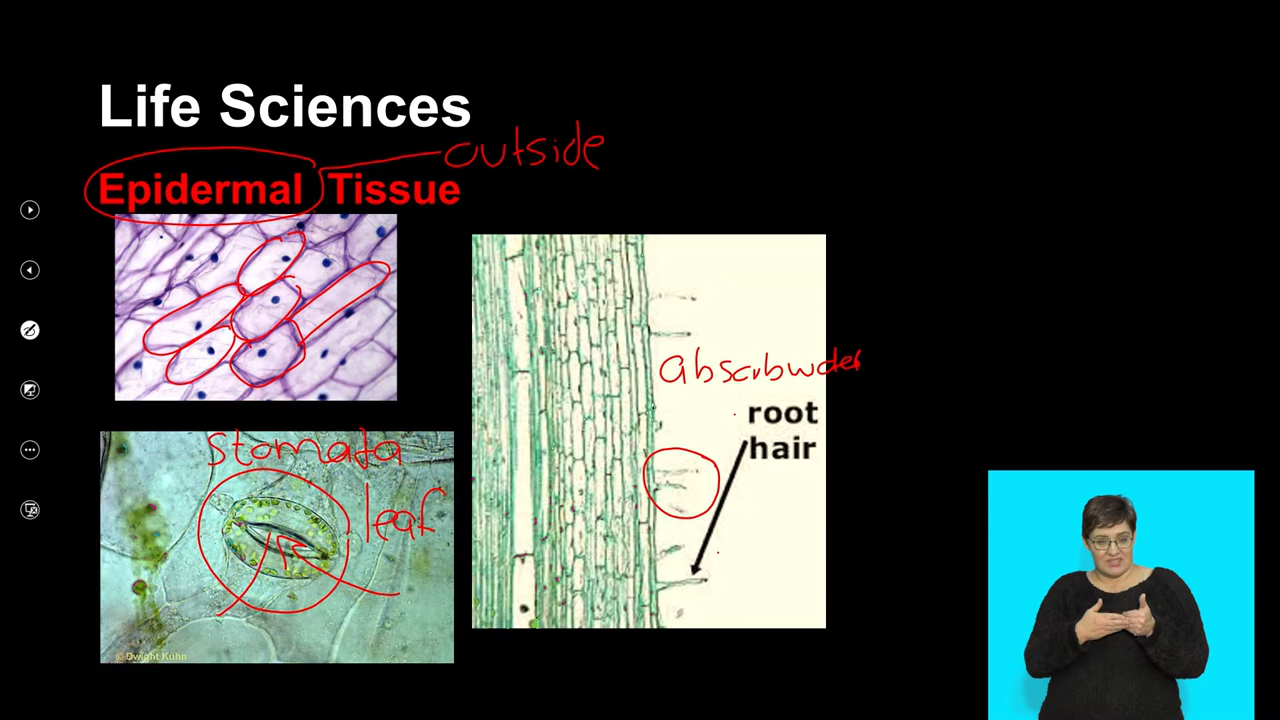 Life Sciences
outside
Epidermal Tissue
stomata
leaf
© Dwight Kuhn
root
hair